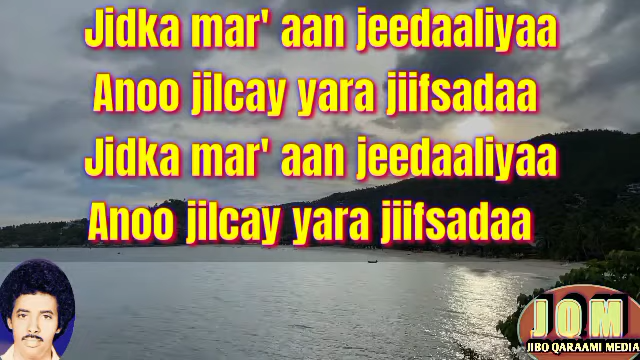 Jidka mar' aan jeedaaliyaa
Anoo jilcay yara jiifsadaa
Jidka mar' aan jeedaaliyaa
Anoo jilcay yara jiifsadaa
JOM
JIBO QARAAMI MEDIA